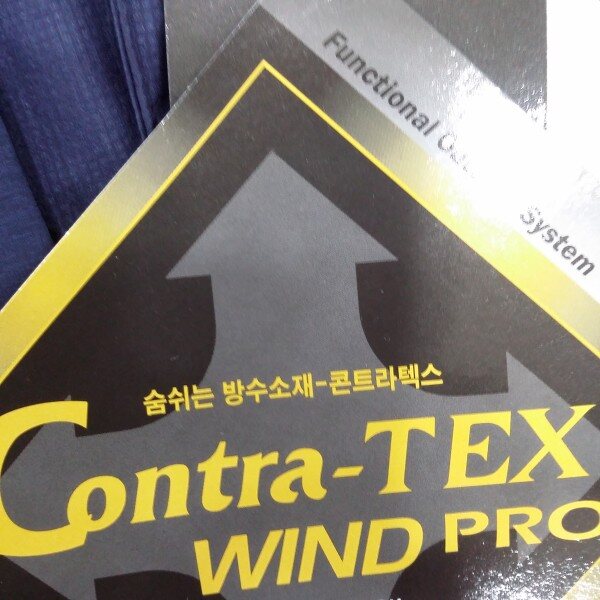 Functional
System
숨쉬는 방수소재-콘트라텍스
Contra-TEX
WIND PRO